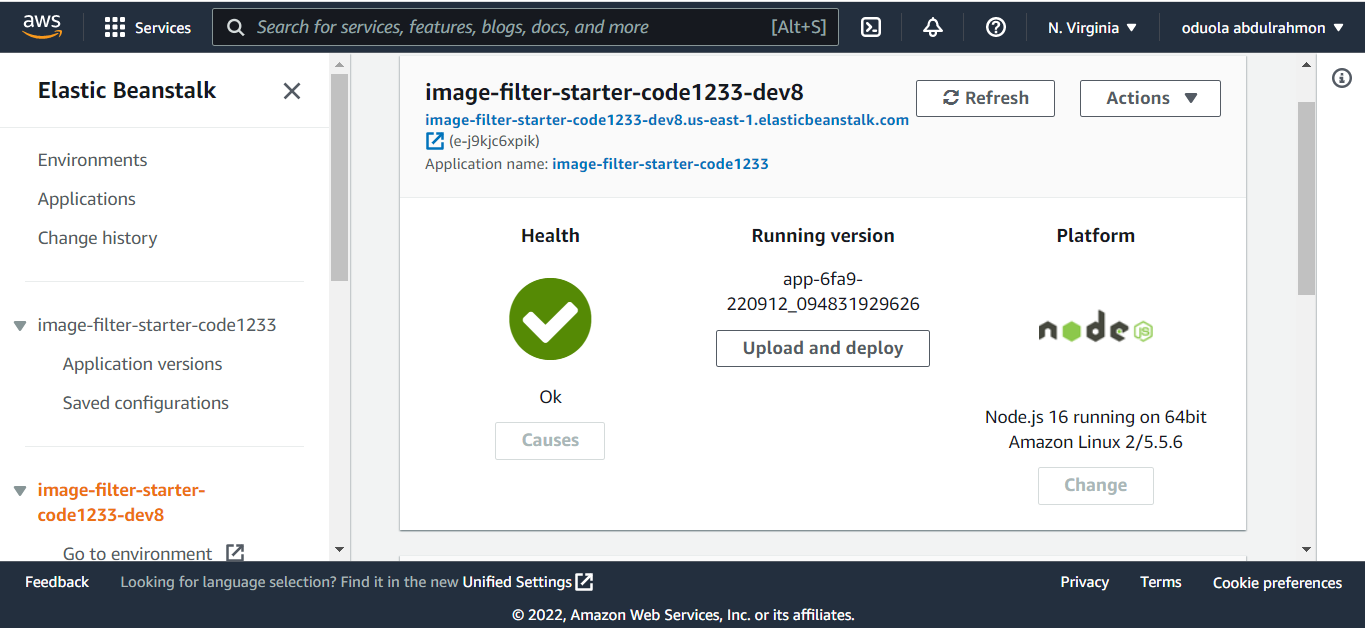 aws
Services
Search for services, features, blogs, docs, and more
[Alt+S]
N. Virginia
oduola abdulrahmon
Elastic Beanstalk
Environments
Applications
Change history
image-filter-starter-code1233
Application versions
Saved configurations
image-filter-starter-
code1233-dev8
Go to environment
image-filter-starter-code1233-dev8
image-filter-starter-code1233-dev8.us-east-1.elasticbeanstalk.com
(e-j9kjc6xpik)
Application name: image-filter-starter-code1233
Refresh
Actions
Health
Ok
Causes
Running version
app-6fa9-
220912_094831929626
Upload and deploy
Platform
node
JS
Node.js 16 running on 64bit
Amazon Linux 2/5.5.6
Change
Feedback
Looking for language selection? Find it in the new Unified Settings
Privacy
Terms
Cookie preferences
© 2022, Amazon Web Services, Inc. or its affiliates.